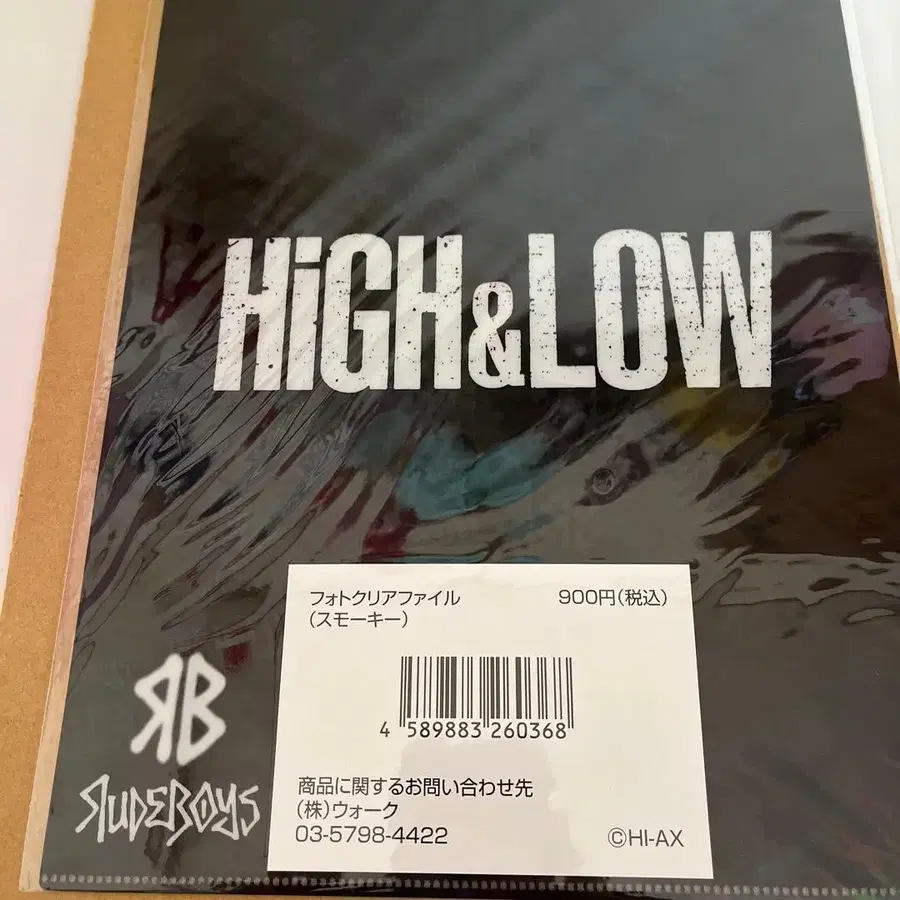 HiGH&LOW
フォトクリアファイル 900円(税込)
(スモーキー)
4 589883 260368
RB
RUDEBOYS
商品に関するお問い合わせ先
(株)ウォーク
03-5798-4422
©HI-AX